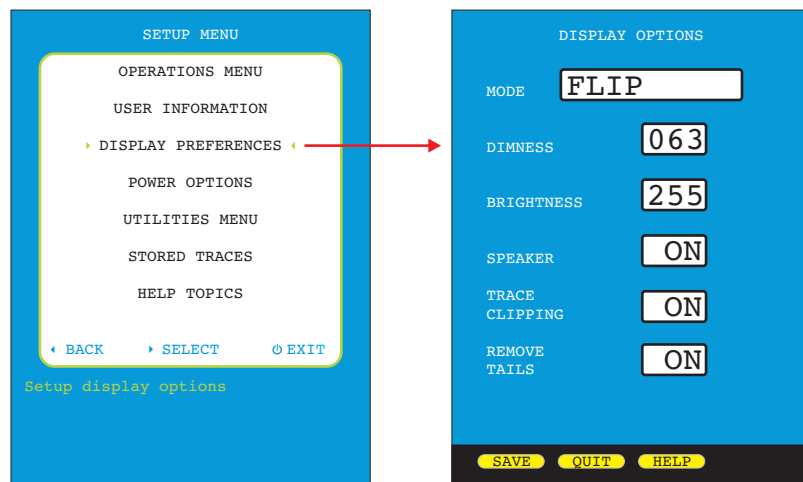 SETUP MENU
OPERATIONS MENU
USER INFORMATION
DISPLAY PREFERENCES
POWER OPTIONS
UTILITIES MENU
STORED TRACES
HELP TOPICS
BACK SELECT EXIT
Setup display options
DISPLAY OPTIONS
MODE FLIP
DIMNESS 063
BRIGHTNESS 255
SPEAKER ON
TRACE
CLIPPING ON
REMOVE
TAILS ON
SAVE QUIT HELP